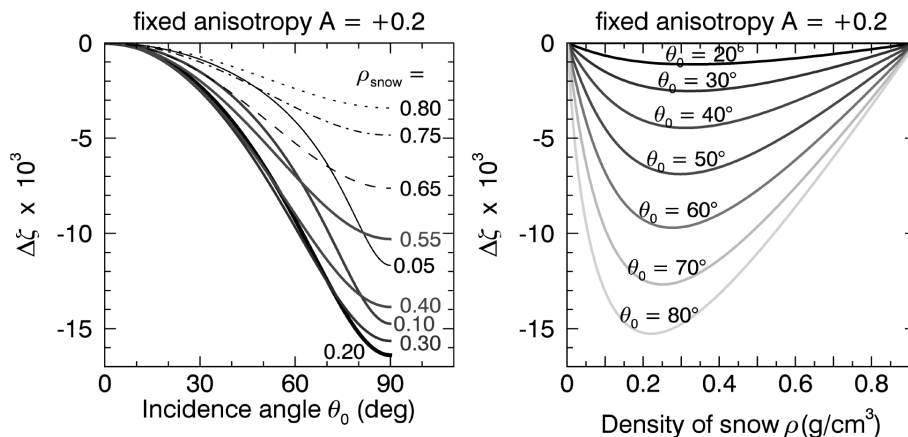 fixed anisotropy A = +0.2
Δζ x 10³
0
-5
-10
-15
ρsnow =
0.80
0.75
0.65
0.55
0.05
0.40
0.10
0.30
0.20
0 30 60 90
Incidence angle θ₀ (deg)
fixed anisotropy A = +0.2
Δζ x 10³
0
-5
-10
-15
θ₀ = 20°
θ₀ = 30°
θ₀ = 40°
θ₀ = 50°
θ₀ = 60°
θ₀ = 70°
θ₀ = 80°
0 0.2 0.4 0.6 0.8
Density of snow ρ (g/cm³)